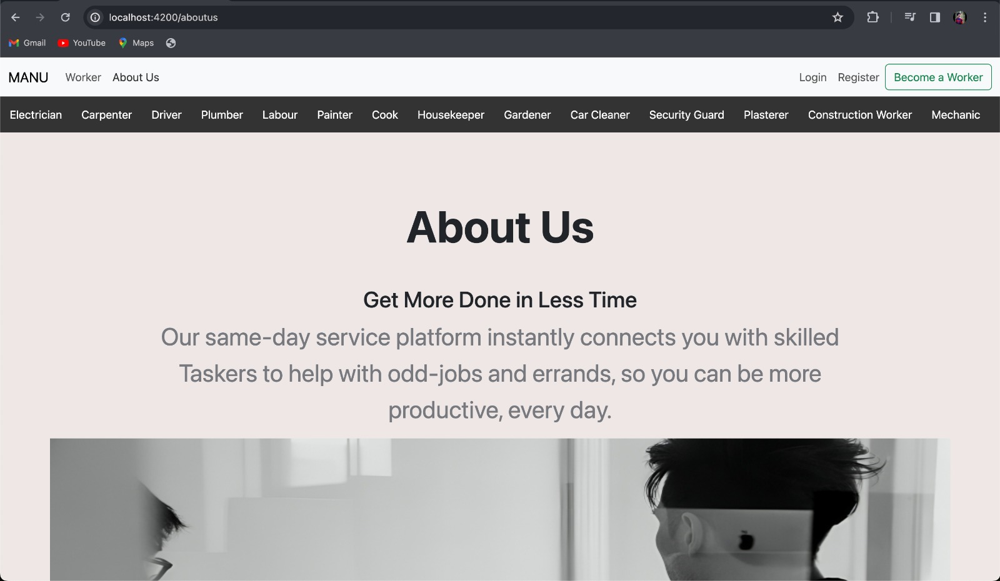 localhost:4200/aboutus
Gmail YouTube Maps
MANU Worker About Us Login Register Become a Worker
Electrician Carpenter Driver Plumber Labour Painter Cook Housekeeper Gardener Car Cleaner Security Guard Plasterer Construction Worker Mechanic
About Us
Get More Done in Less Time
Our same-day service platform instantly connects you with skilled
Taskers to help with odd-jobs and errands, so you can be more
productive, every day.